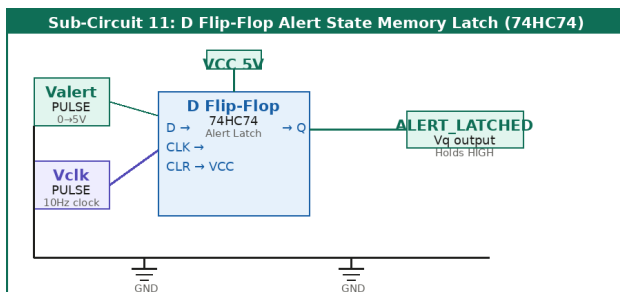 Sub-Circuit 11: D Flip-Flop Alert State Memory Latch (74HC74)
VCC 5V
Valert
PULSE
0→5V
D Flip-Flop
74HC74
Alert Latch
D →
→ Q
CLK →
CLR → VCC
ALERT_LATCHED
Vq output
Holds HIGH
Vclk
PULSE
10Hz clock
GND
GND